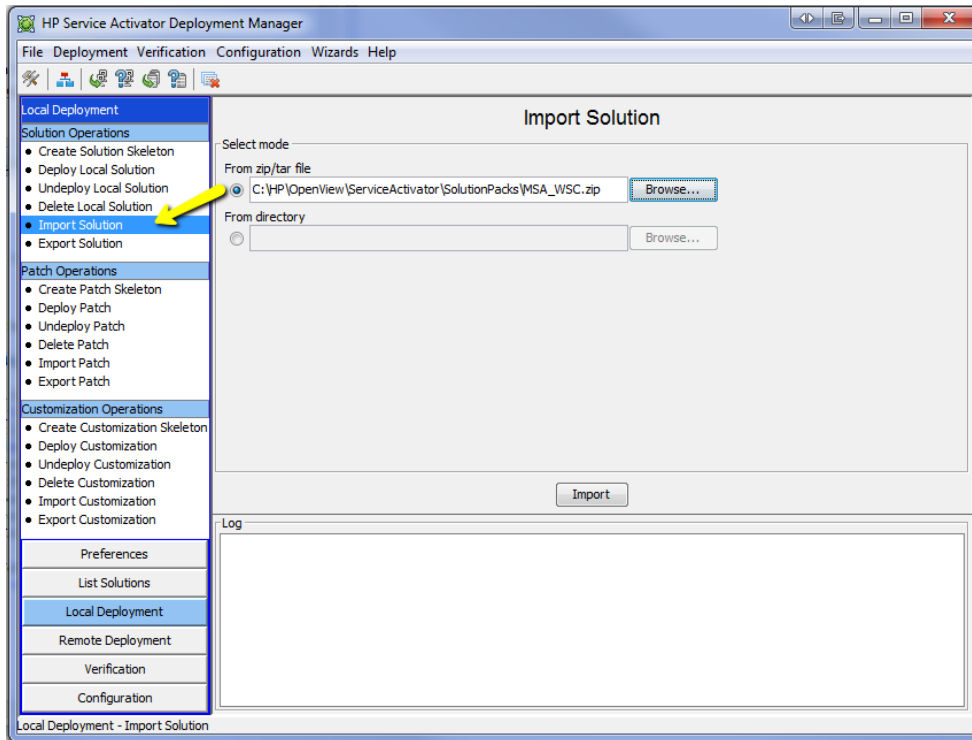 HP Service Activator Deployment Manager
File Deployment Verification Configuration Wizards Help
Local Deployment
Solution Operations
Create Solution Skeleton
Deploy Local Solution
Undeploy Local Solution
Delete Local Solution
Import Solution
Export Solution
Patch Operations
Create Patch Skeleton
Deploy Patch
Undeploy Patch
Delete Patch
Import Patch
Export Patch
Customization Operations
Create Customization Skeleton
Deploy Customization
Undeploy Customization
Delete Customization
Import Customization
Export Customization
Preferences
List Solutions
Local Deployment
Remote Deployment
Verification
Configuration
Import Solution
Select mode
From zip/tar file
C:\HP\OpenView\ServiceActivator\SolutionPacks\MSA_WSC.zip Browse...
From directory
Browse...
Import
Log
Local Deployment - Import Solution